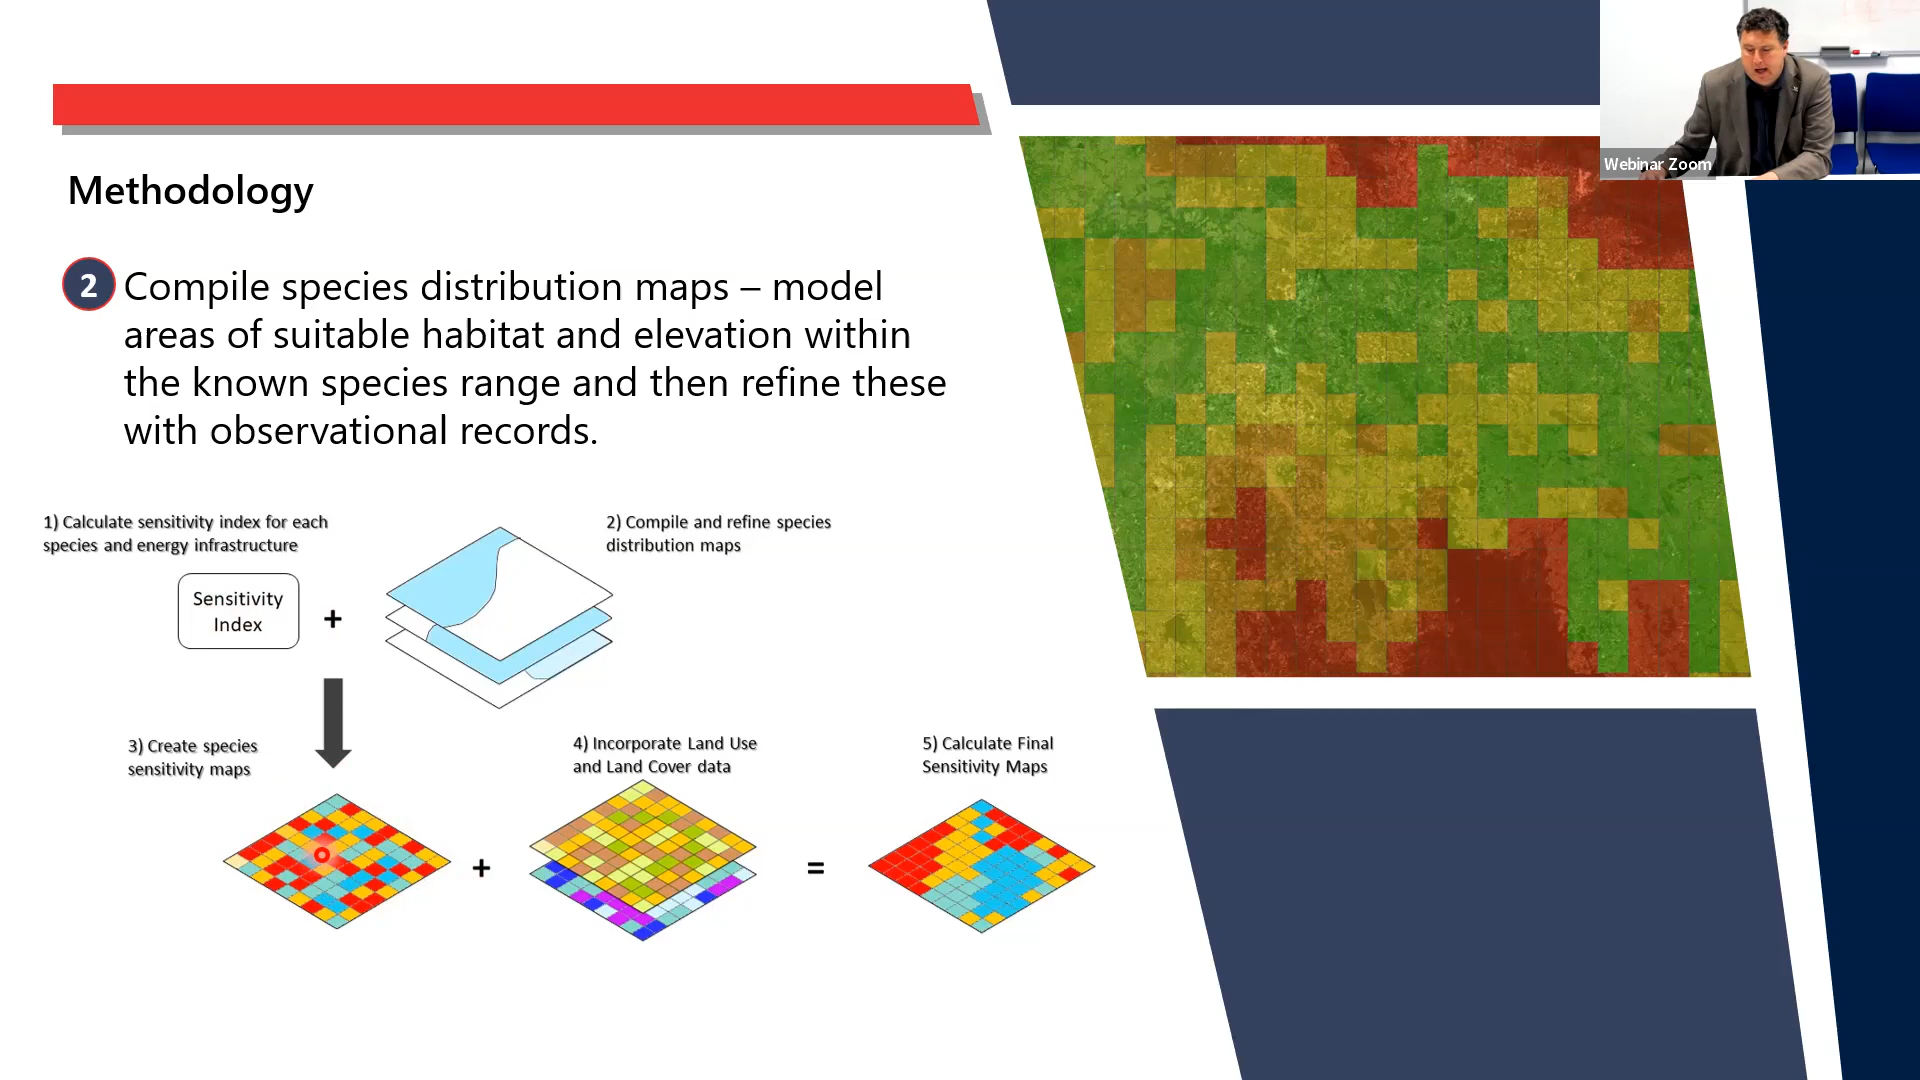 Webinar Zoom
Methodology
2
Compile species distribution maps – model
areas of suitable habitat and elevation within
the known species range and then refine these
with observational records.
1) Calculate sensitivity index for each
species and energy infrastructure
2) Compile and refine species
distribution maps
Sensitivity
Index
+
3) Create species
sensitivity maps
4) Incorporate Land Use
and Land Cover data
5) Calculate Final
Sensitivity Maps
+
=